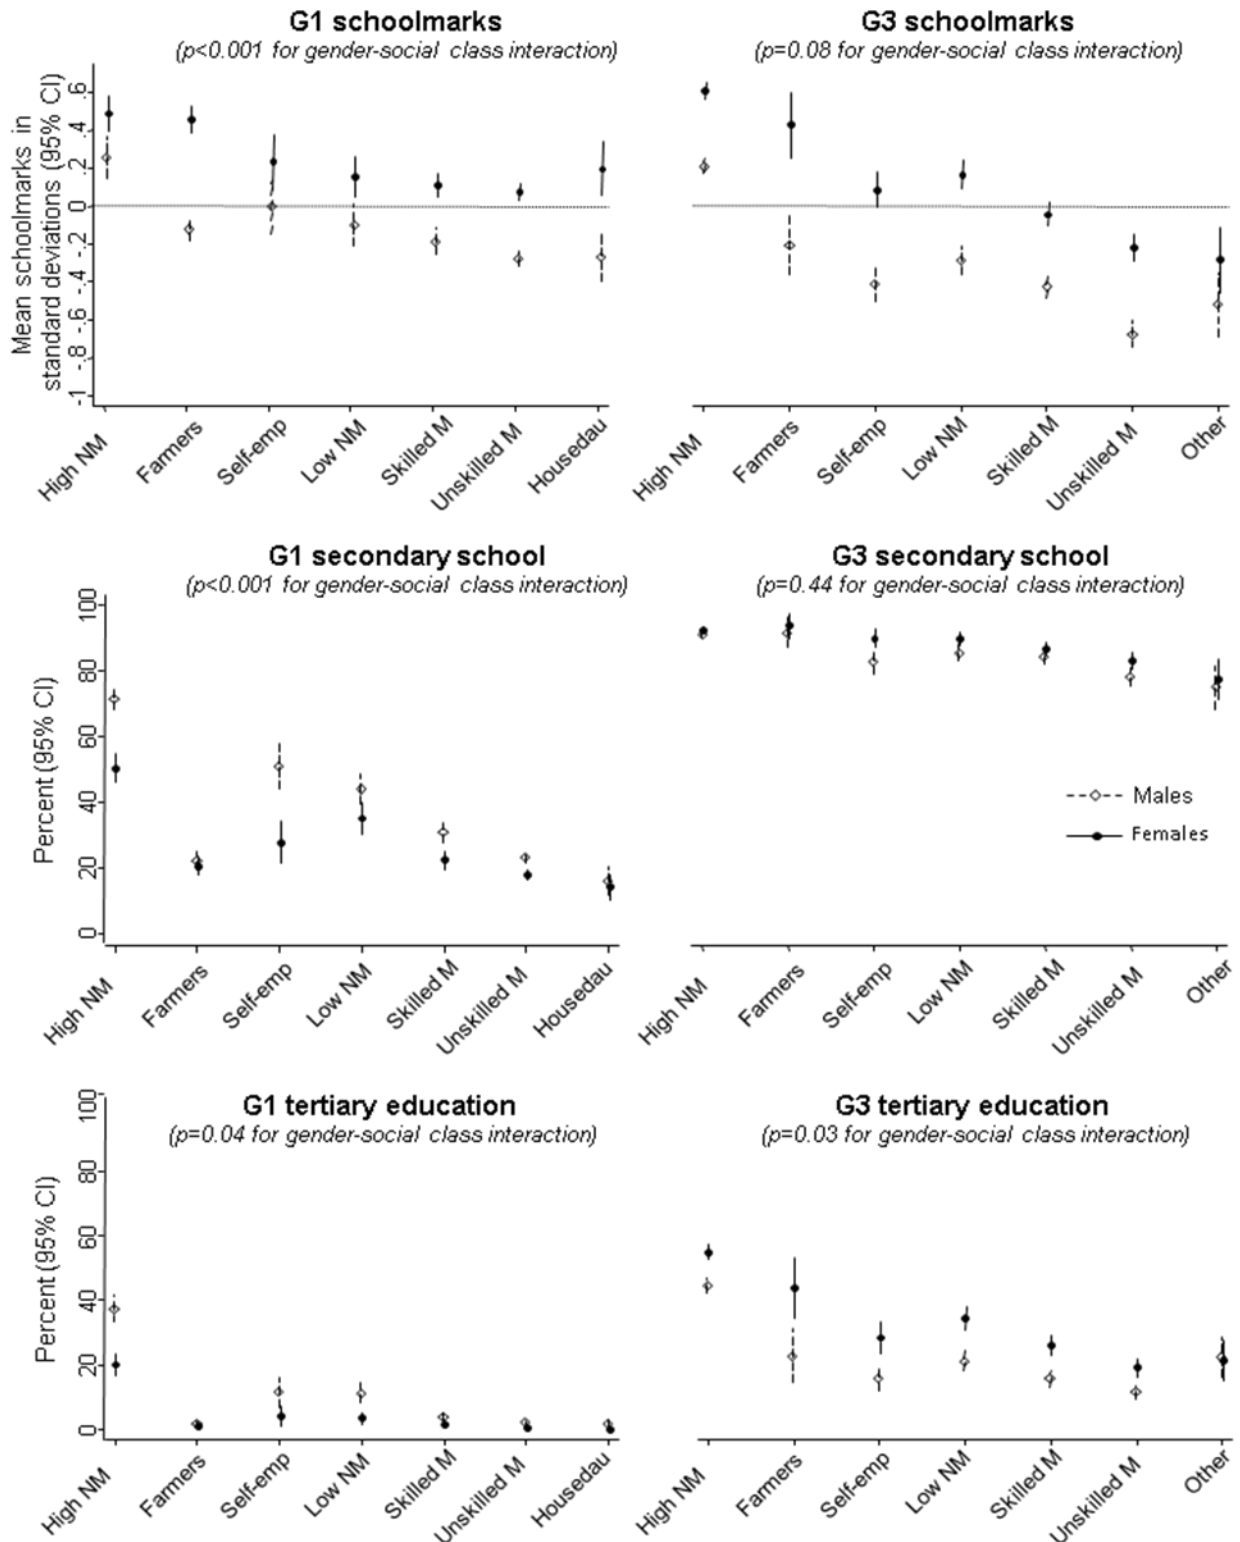 G1 schoolmarks
(p<0.001 for gender-social class interaction)
G3 schoolmarks
(p=0.08 for gender-social class interaction)
Mean schoolmarks in
standard deviations (95% CI)
.6
.4
.2
0
-.2
-.4
-.6
-.8
-1
High NM
Farmers
Self-emp
Low NM
Skilled M
Unskilled M
Housedau
High NM
Farmers
Self-emp
Low NM
Skilled M
Unskilled M
Other
G1 secondary school
(p<0.001 for gender-social class interaction)
G3 secondary school
(p=0.44 for gender-social class interaction)
Percent (95% CI)
100
80
60
40
20
0
Males
Females
High NM
Farmers
Self-emp
Low NM
Skilled M
Unskilled M
Housedau
High NM
Farmers
Self-emp
Low NM
Skilled M
Unskilled M
Other
G1 tertiary education
(p=0.04 for gender-social class interaction)
G3 tertiary education
(p=0.03 for gender-social class interaction)
Percent (95% CI)
100
80
60
40
20
0
High NM
Farmers
Self-emp
Low NM
Skilled M
Unskilled M
Housedau
High NM
Farmers
Self-emp
Low NM
Skilled M
Unskilled M
Other